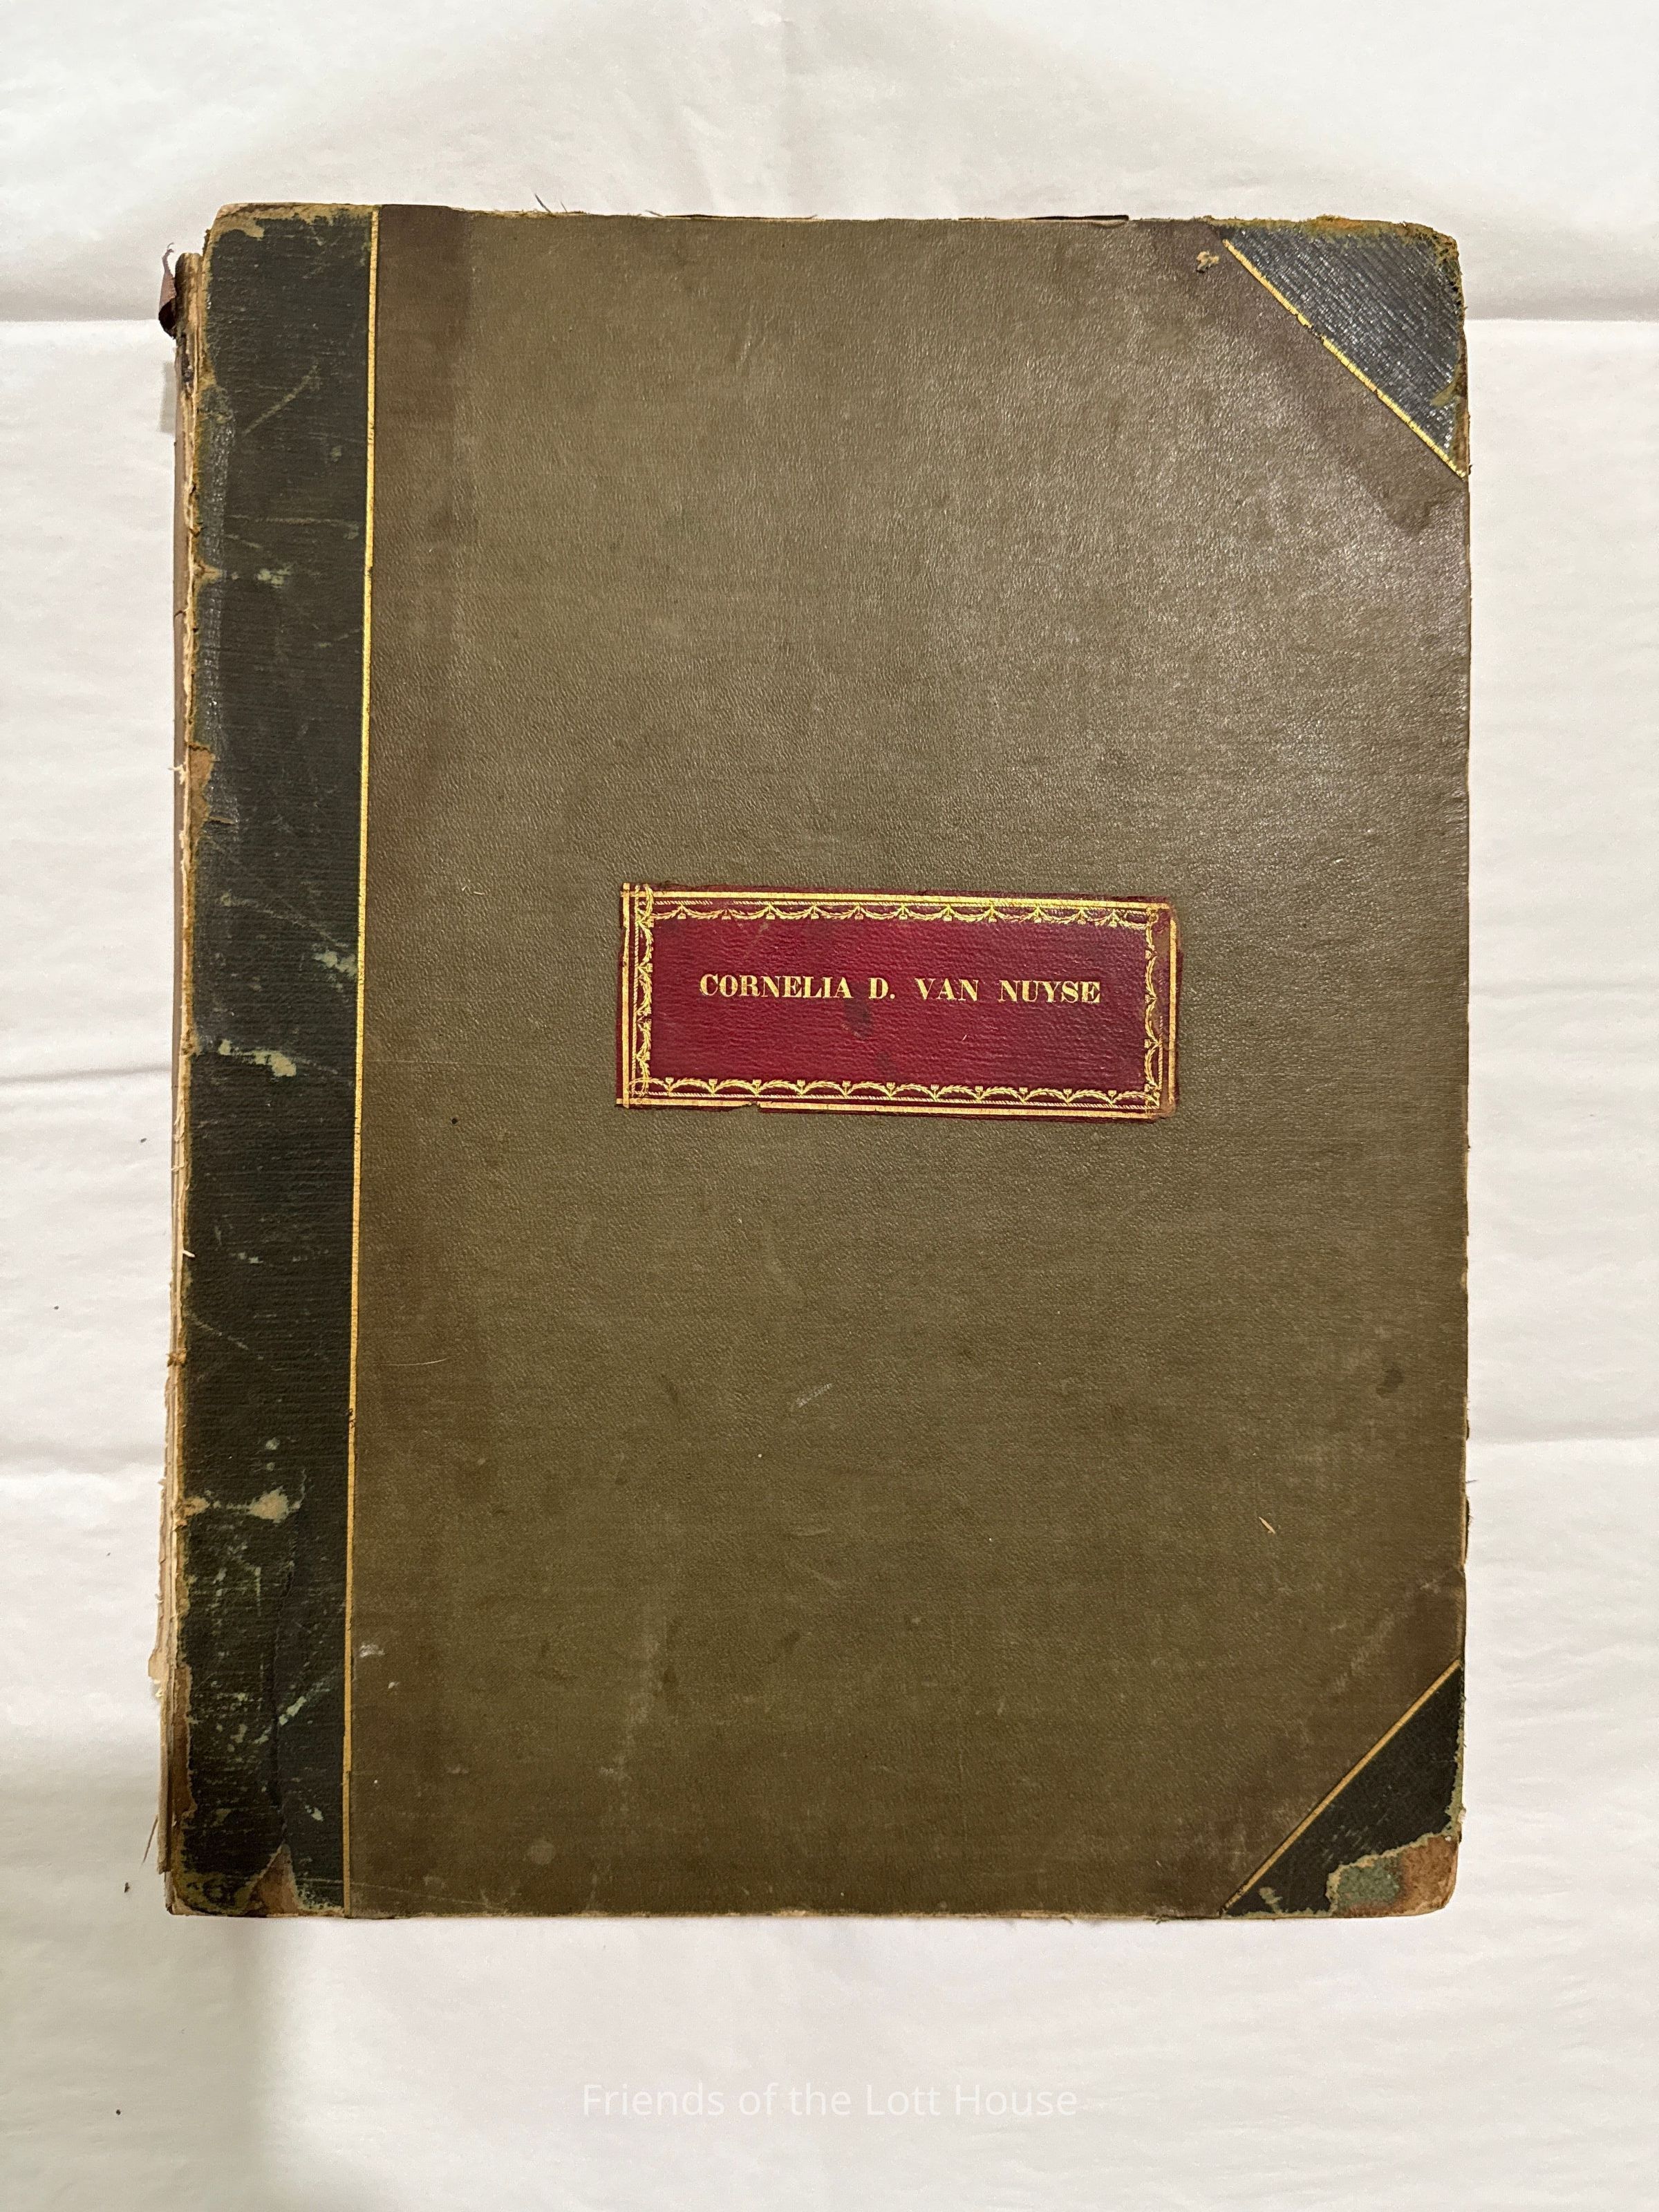 CORNELIA D. VAN NUYSE
Friends of the Lott House